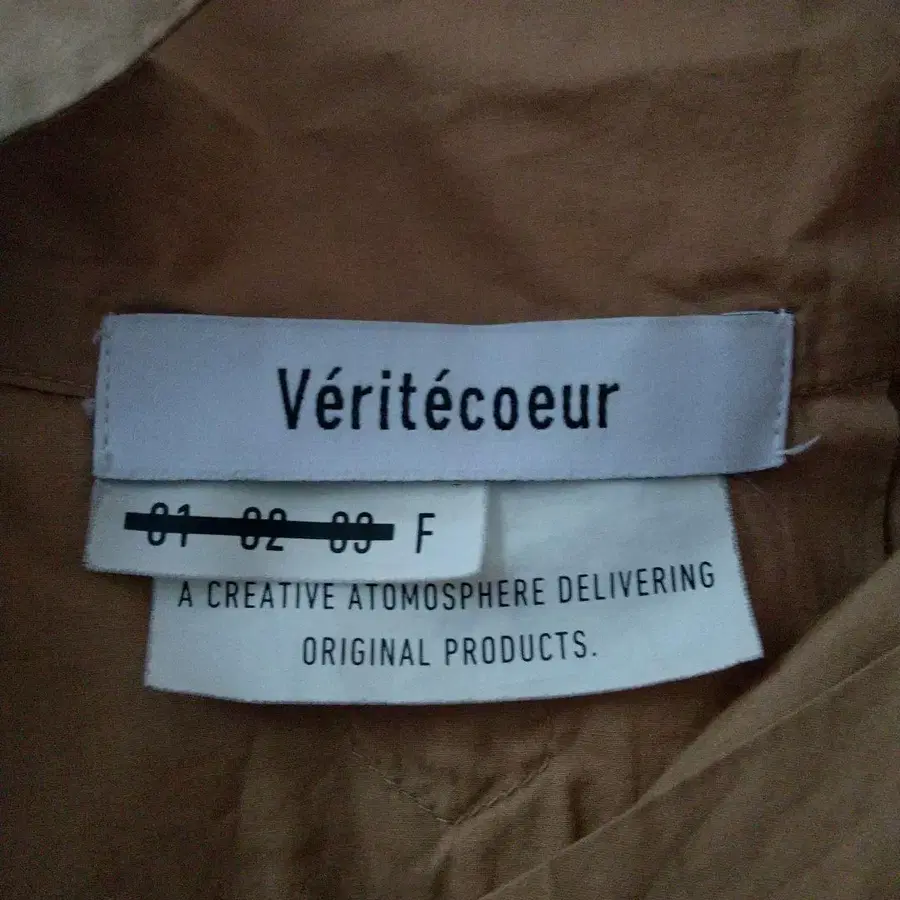 Véritécoeur
01 02 03 F
A CREATIVE ATOMOSPHERE DELIVERING
ORIGINAL PRODUCTS.